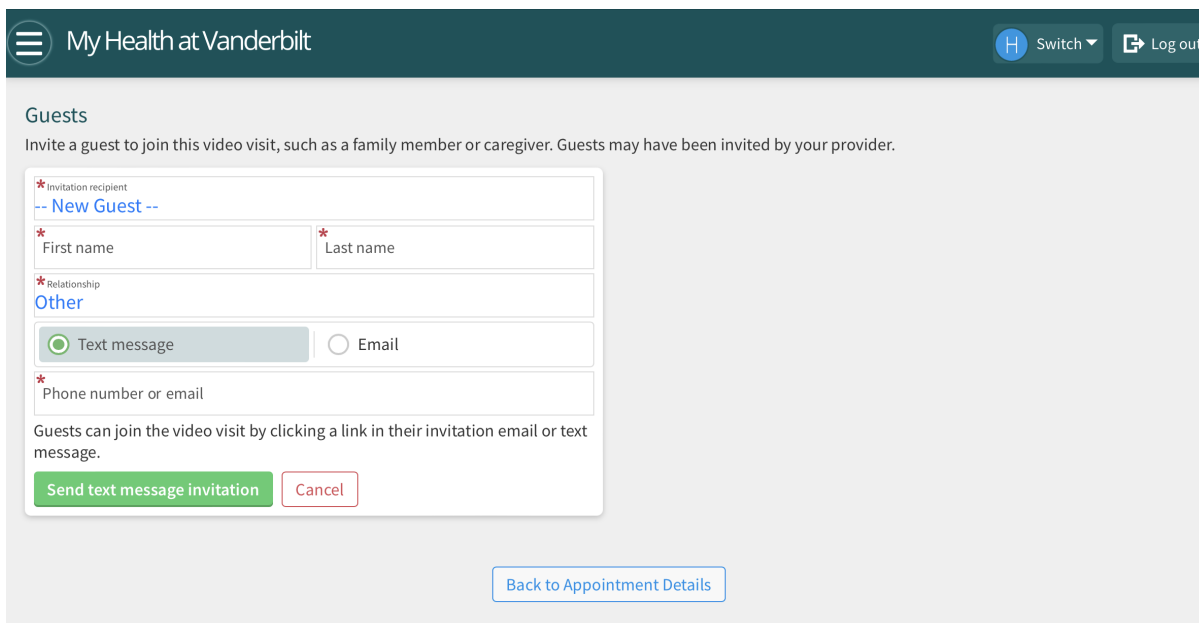 My Health at Vanderbilt
H Switch
Log out
Guests
Invite a guest to join this video visit, such as a family member or caregiver. Guests may have been invited by your provider.
*Invitation recipient
-- New Guest --
* First name
* Last name
*Relationship
Other
Text message
Email
* Phone number or email
Guests can join the video visit by clicking a link in their invitation email or text
message.
Send text message invitation
Cancel
Back to Appointment Details